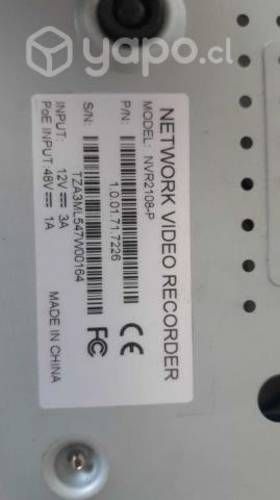 yapo.cl
NETWORK VIDEO RECORDER
MODEL: NVR2108-P
P/N: 1.0.01.71.7226
S/N: TZA3ML547W00164
INPUT: 12V⎓3A
PoE INPUT:48V⎓1A
CE FC
MADE IN CHINA